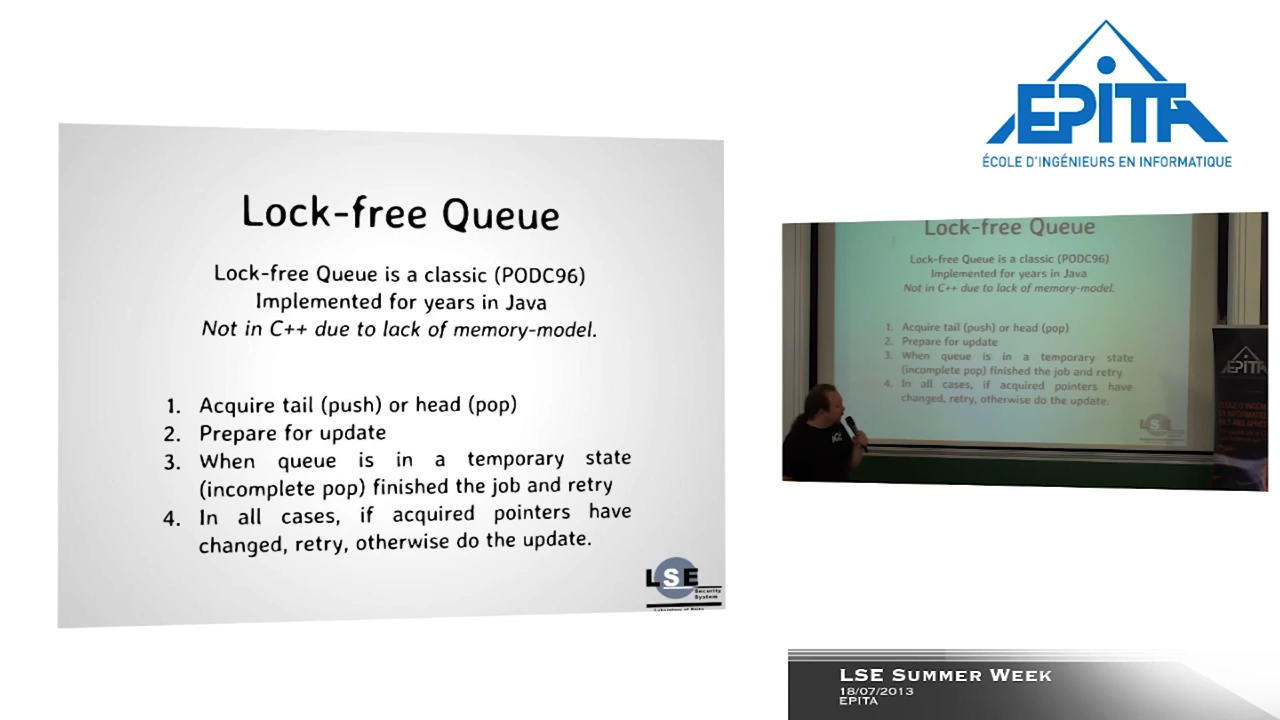 Lock-free Queue
Lock-free Queue is a classic (PODC96)
Implemented for years in Java
Not in C++ due to lack of memory-model.
1. Acquire tail (push) or head (pop)
2. Prepare for update
3. When queue is in a temporary state
(incomplete pop) finished the job and retry
4. In all cases, if acquired pointers have
changed, retry, otherwise do the update.
LSE
Security
System
EPITA
ÉCOLE D'INGÉNIEURS EN INFORMATIQUE
Lock-free Queue
Lock-free Queue is a classic (PODC96)
Implemented for years in Java
Not in C++ due to lack of memory-model.
1. Acquire tail (push) or head (pop)
2. Prepare for update
3. When queue is in a temporary state
(incomplete pop) finished the job and retry
4. In all cases, if acquired pointers have
changed, retry, otherwise do the update.
LSE
EPITA
LSE SUMMER WEEK
18/07/2013
EPITA